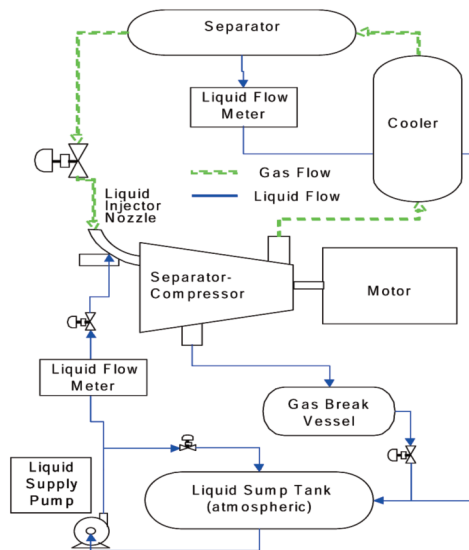 Separator
Liquid Flow
Meter
Cooler
Gas Flow
Liquid Flow
Liquid
Injector
Nozzle
Separator-
Compressor
Motor
Liquid Flow
Meter
Gas Break
Vessel
Liquid
Supply
Pump
Liquid Sump Tank
(atmospheric)